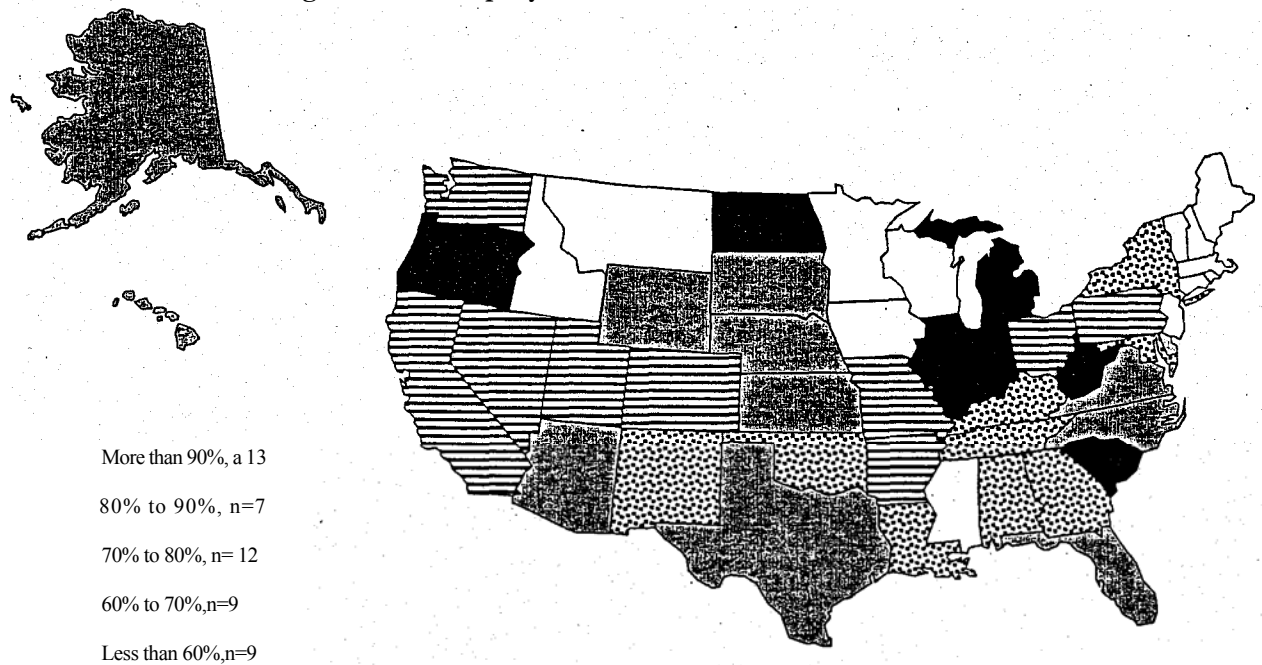 More than 90%, a 13
80% to 90%, n=7
70% to 80%, n= 12
60% to 70%,n=9
Less than 60%,n=9